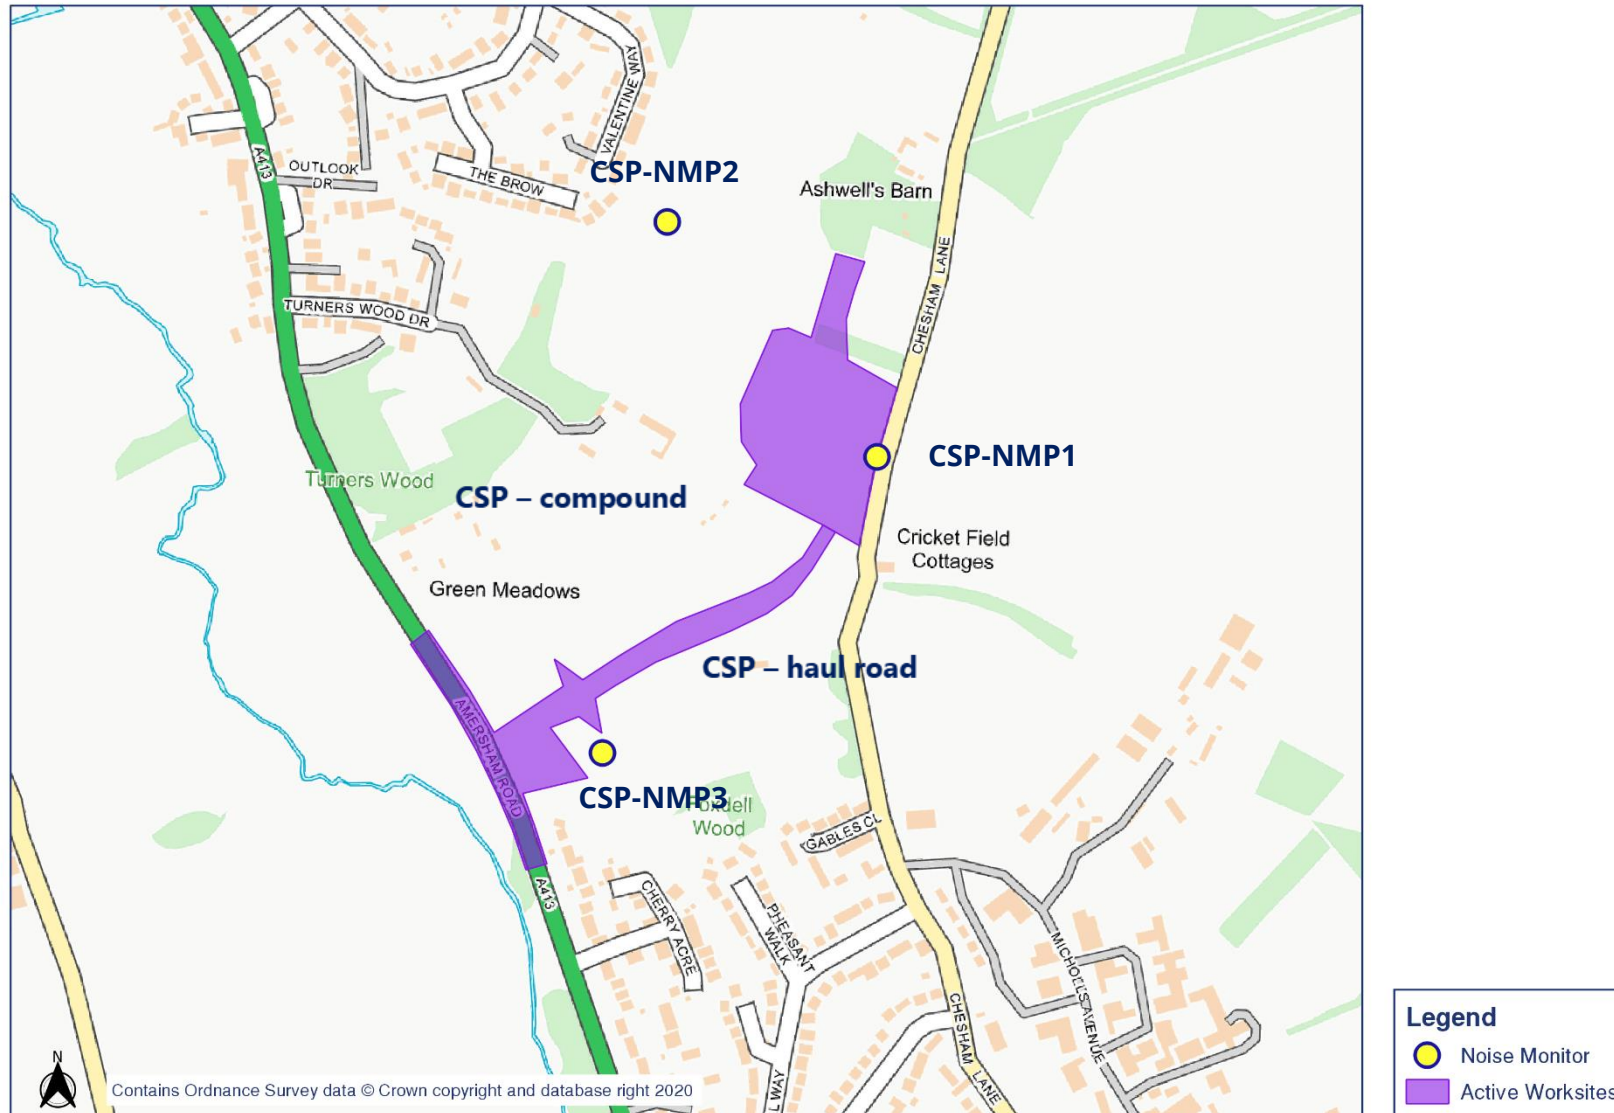 VALENTINE WAY
A413
OUTLOOK
DR
THE BROW
CSP-NMP2
Ashwell's Barn
CHESHAM LANE
TURNERS WOOD DR
Turners Wood
CSP – compound
CSP-NMP1
Cricket Field
Cottages
Green Meadows
CSP – haul road
AMERSHAM ROAD
CSP-NMP3
Foxdell
Wood
GABLES CL
A413
CHERRY ACRE
PHEASANT
WALK
MICHOLLS AVENUE
CHESHAM LANE
L WAY
N
Contains Ordnance Survey data © Crown copyright and database right 2020
Legend
Noise Monitor
Active Worksites